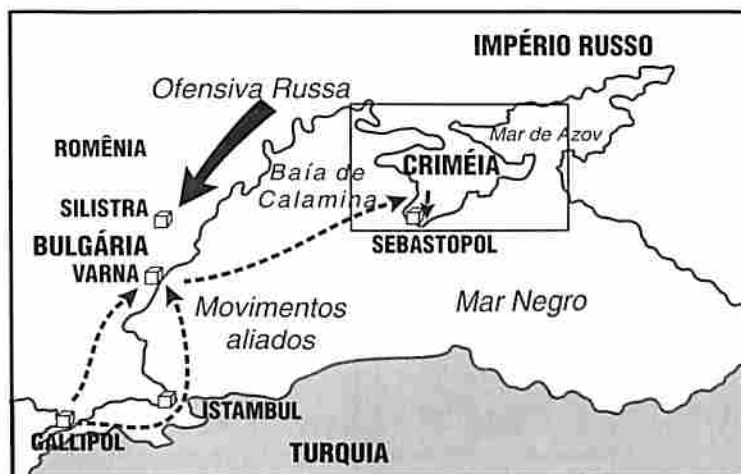 IMPÉRIO RUSSO
Ofensiva Russa
Mar de Azov
ROMÊNIA
CRIMÉIA
Baía de
Calamina
SILISTRA
BULGÁRIA
SEBASTOPOL
VARNA
Movimentos
aliados
Mar Negro
ISTAMBUL
GALLIPOL
TURQUIA